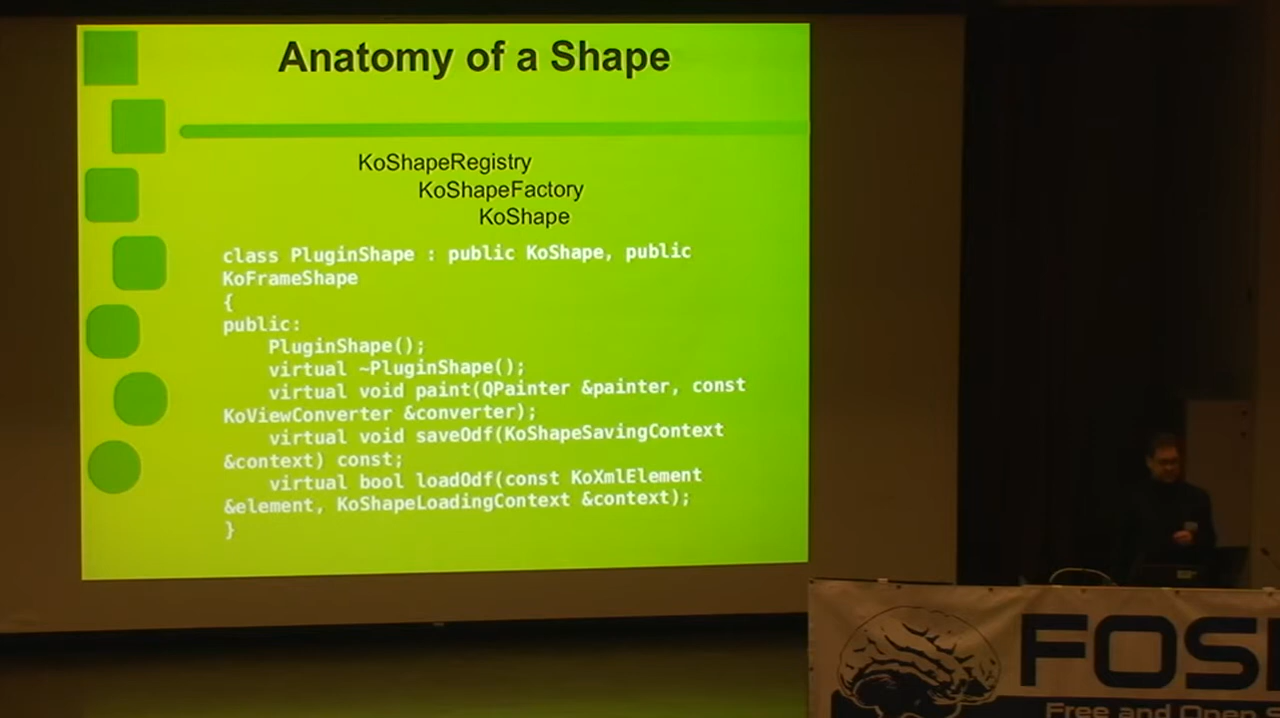 Anatomy of a Shape
KoShapeRegistry
KoShapeFactory
KoShape
class PluginShape : public KoShape, public
KoFrameShape
{
public:
PluginShape();
virtual ~PluginShape();
virtual void paint(QPainter &painter, const
KoViewConverter &converter);
virtual void saveOdf(KoShapeSavingContext
&context) const;
virtual bool loadOdf(const KoXmlElement
&element, KoShapeLoadingContext &context);
}
FOS
Free and Open S